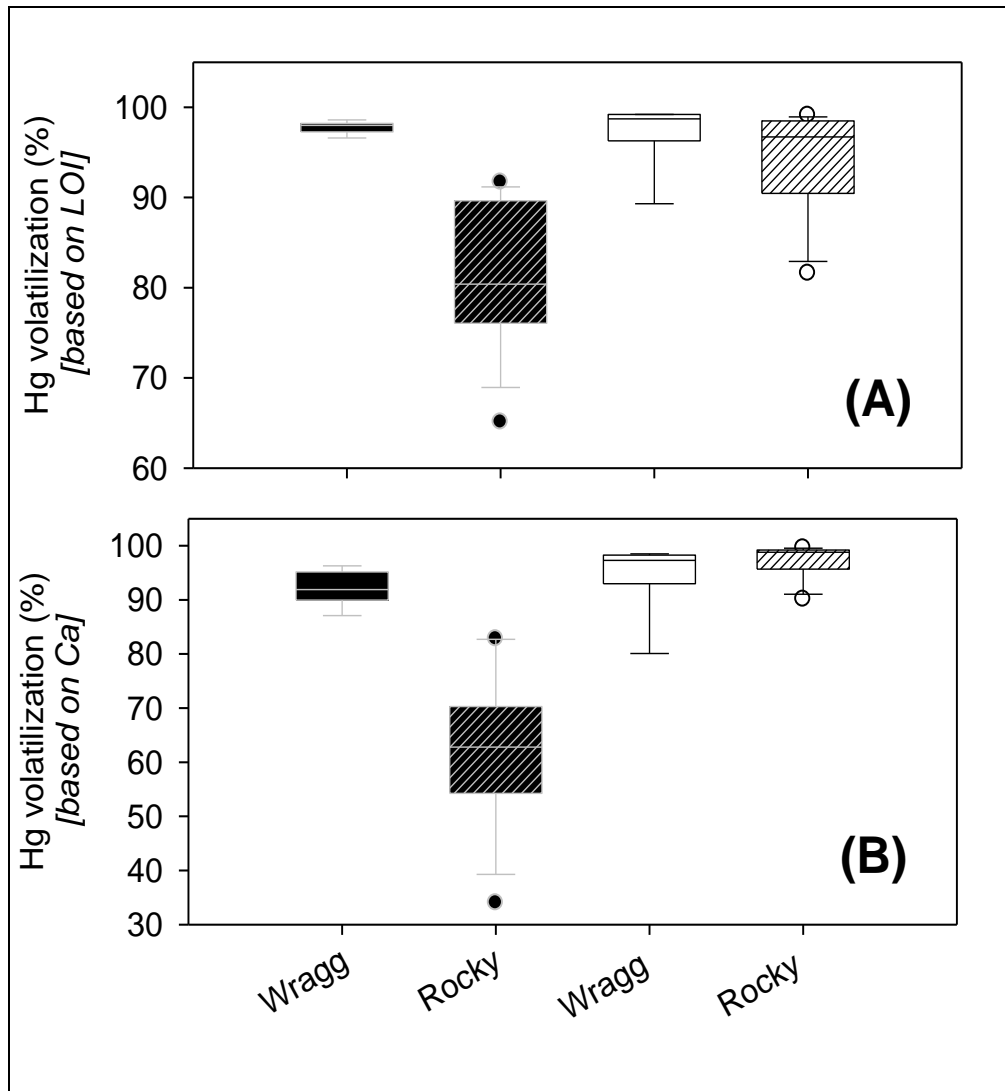 Hg volatilization (%)
[based on LOI]
100
90
80
70
60
(A)
Hg volatilization (%)
[based on Ca]
100
90
80
70
60
50
40
30
(B)
Wragg
Rocky
Wragg
Rocky